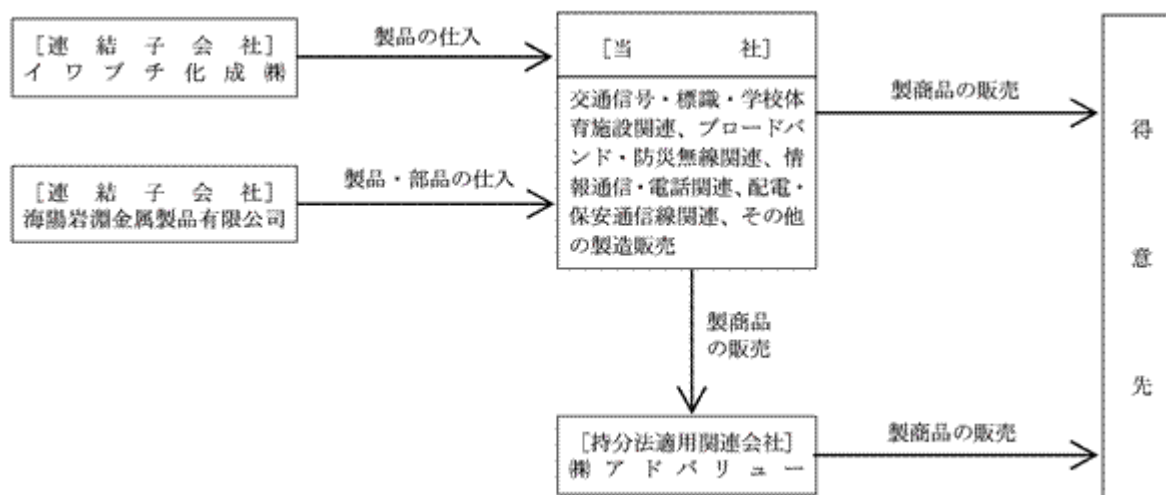 [連結子会社]
イワブチ化成㈱
製品の仕入
[当社]
交通信号・標識・学校体
育施設関連、ブロードバ
ンド・防災無線関連、情
報通信・電話関連、配電・
保安通信線関連、その他
の製造販売
製商品の販売
得意先
[連結子会社]
海陽岩淵金属製品有限公司
製品・部品の仕入
製商品
の販売
[持分法適用関連会社]
㈱アドバリュー
製商品の販売